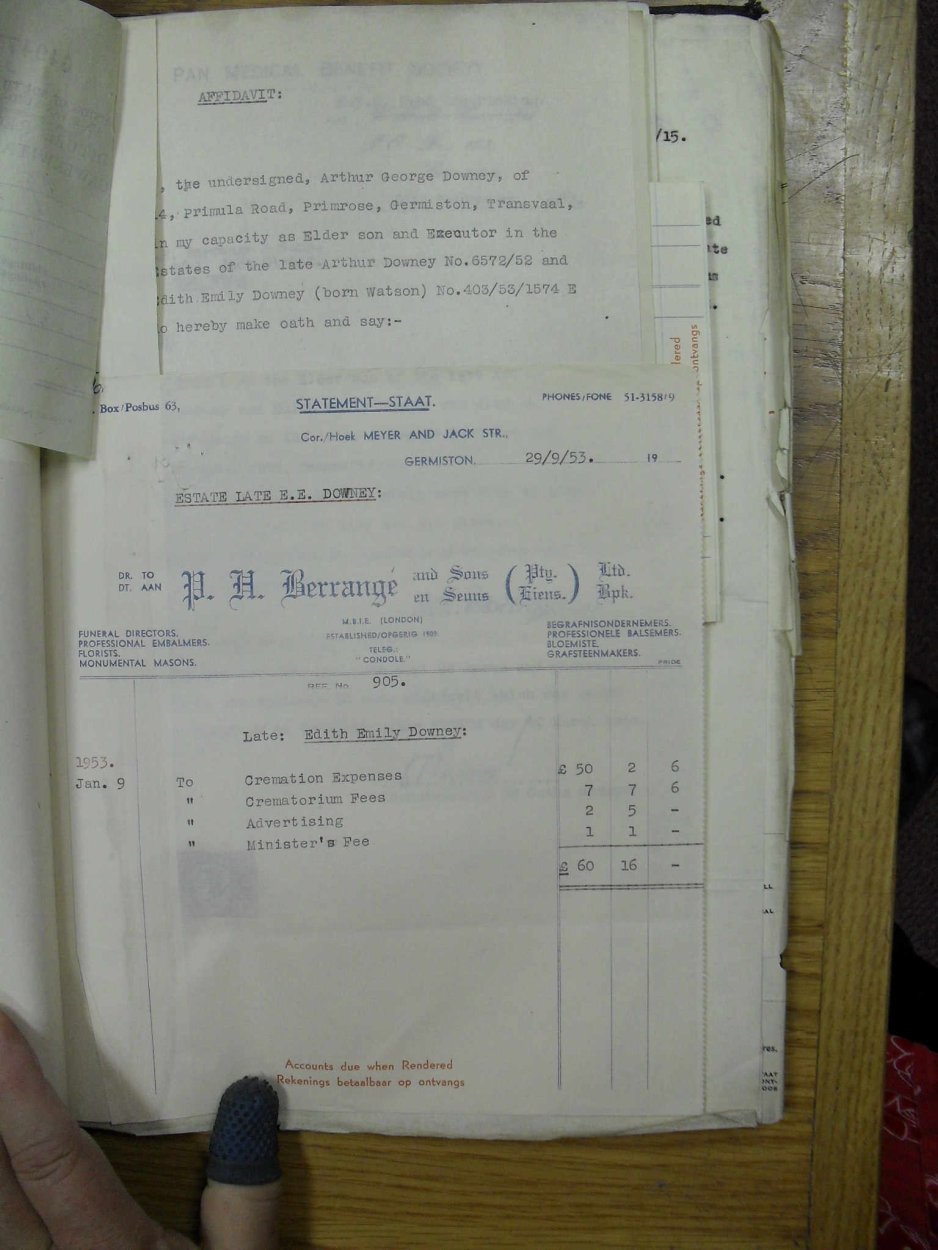 AFFIDAVIT:
/15.
, the undersigned, Arthur George Downey, of
4, Primula Road, Primrose, Germiston, Transvaal,
n my capacity as Elder son and Executor in the
states of the late Arthur Downey No.6572/52 and
dith Emily Downey (born Watson) No.403/53/1574 E
o hereby make oath and say:-
Box/Posbus 63,
STATEMENT—STAAT.
PHONES/FONE 51-3158/9
Cor./Hoek MEYER AND JACK STR.,
GERMISTON, 29/9/53. 19
ESTATE LATE E.E. DOWNEY:
DR. TO
DT. AAN
P. H. Berrangé and Sons en Seuns (Pty. Eiens.) Ltd. Bpk.
M.B.I.E. (LONDON)
ESTABLISHED/OPGERIG 1909
TELEG.:
"CONDOLE."
FUNERAL DIRECTORS.
PROFESSIONAL EMBALMERS.
FLORISTS.
MONUMENTAL MASONS.
BEGRAFNISONDERNEMERS.
PROFESSIONELE BALSEMERS.
BLOEMISTE.
GRAFSTEENMAKERS.
REF No 905.
Late: Edith Emily Downey:
1953.
Jan. 9 To Cremation Expenses £ 50 2 6
" Crematorium Fees 7 7 6
" Advertising 2 5 -
" Minister's Fee 1 1 -
£ 60 16 -
Accounts due when Rendered
Rekenings betaalbaar op ontvangs